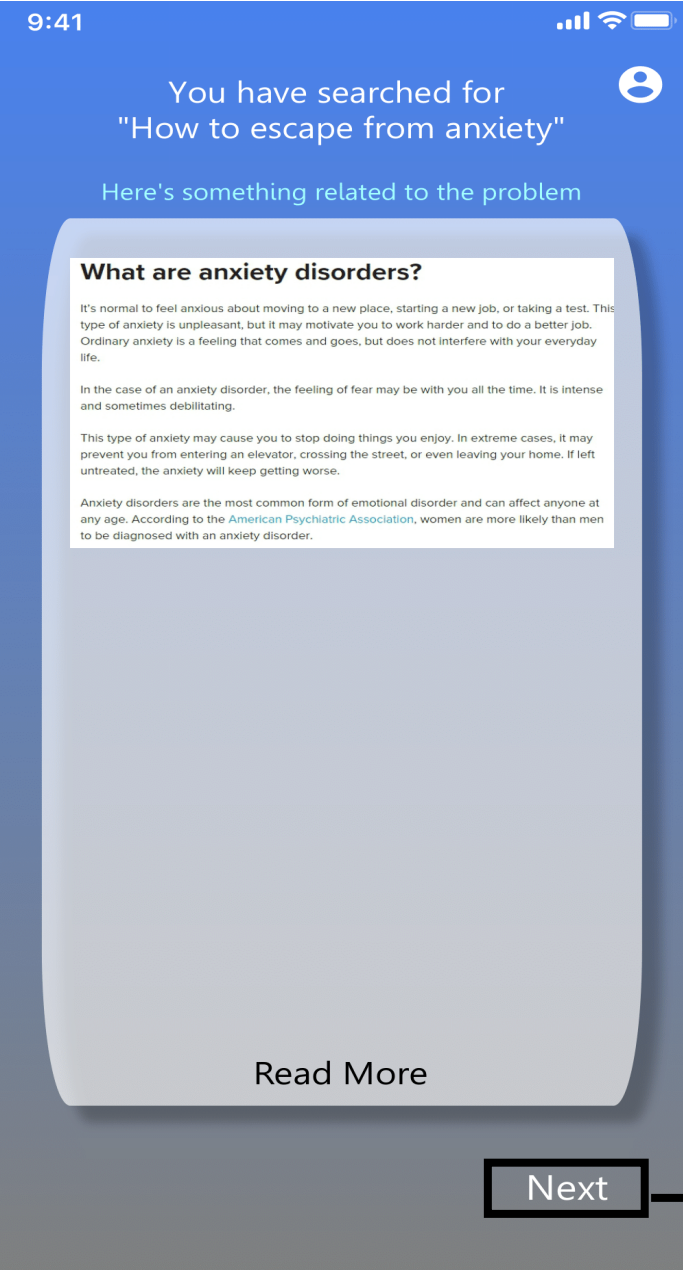 9:41
You have searched for
"How to escape from anxiety"
Here's something related to the problem
What are anxiety disorders?
It's normal to feel anxious about moving to a new place, starting a new job, or taking a test. This
type of anxiety is unpleasant, but it may motivate you to work harder and to do a better job.
Ordinary anxiety is a feeling that comes and goes, but does not interfere with your everyday
life.
In the case of an anxiety disorder, the feeling of fear may be with you all the time. It is intense
and sometimes debilitating.
This type of anxiety may cause you to stop doing things you enjoy. In extreme cases, it may
prevent you from entering an elevator, crossing the street, or even leaving your home. If left
untreated, the anxiety will keep getting worse.
Anxiety disorders are the most common form of emotional disorder and can affect anyone at
any age. According to the American Psychiatric Association, women are more likely than men
to be diagnosed with an anxiety disorder.
Read More
Next